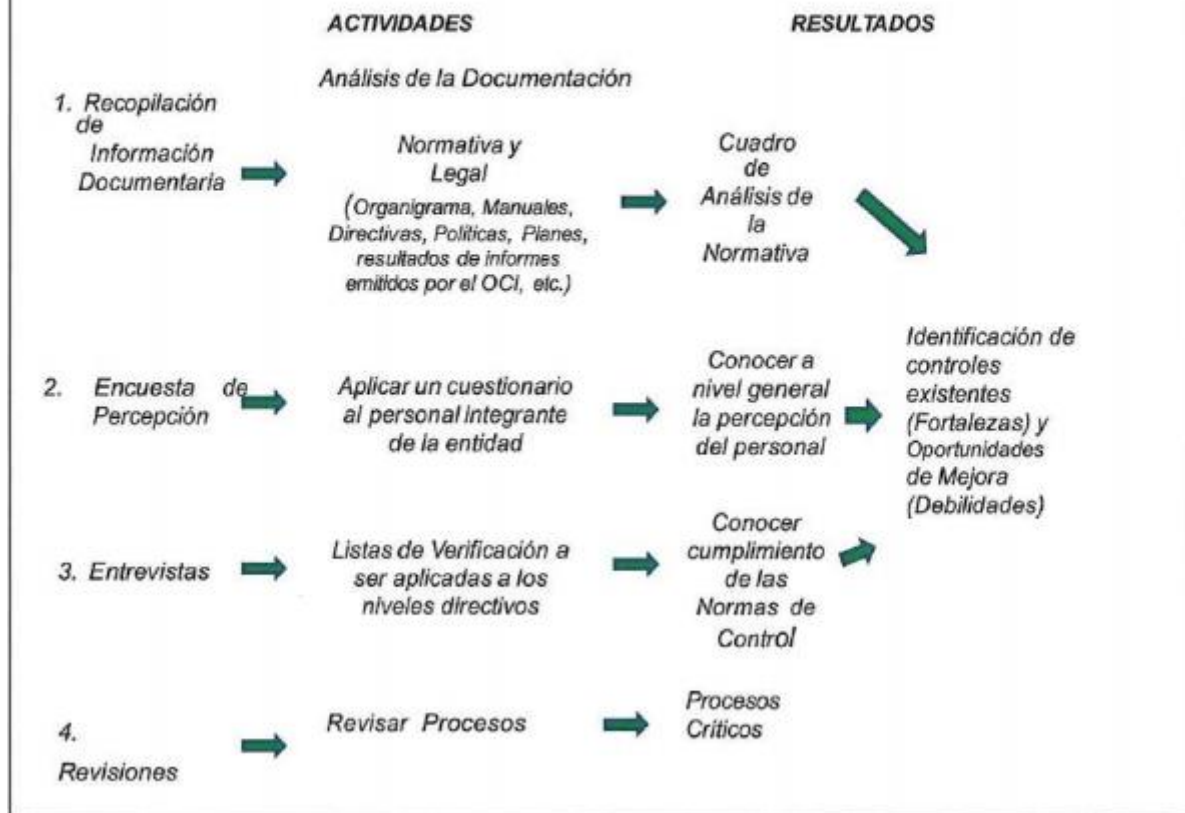 ACTIVIDADES
RESULTADOS
Análisis de la Documentación
1. Recopilación
de
Información
Documentaria
Normativa y
Legal
(Organigrama, Manuales,
Directivas, Políticas, Planes,
resultados de informes
emitidos por el OCI, etc.)
Cuadro
de
Análisis de
la
Normativa
2. Encuesta de
Percepción
Aplicar un cuestionario
al personal integrante
de la entidad
Conocer a
nivel general
la percepción
del personal
Identificación de
controles
existentes
(Fortalezas) y
Oportunidades
de Mejora
(Debilidades)
3. Entrevistas
Listas de Verificación a
ser aplicadas a los
niveles directivos
Conocer
cumplimiento
de las
Normas de
Control
4.
Revisiones
Revisar Procesos
Procesos
Críticos